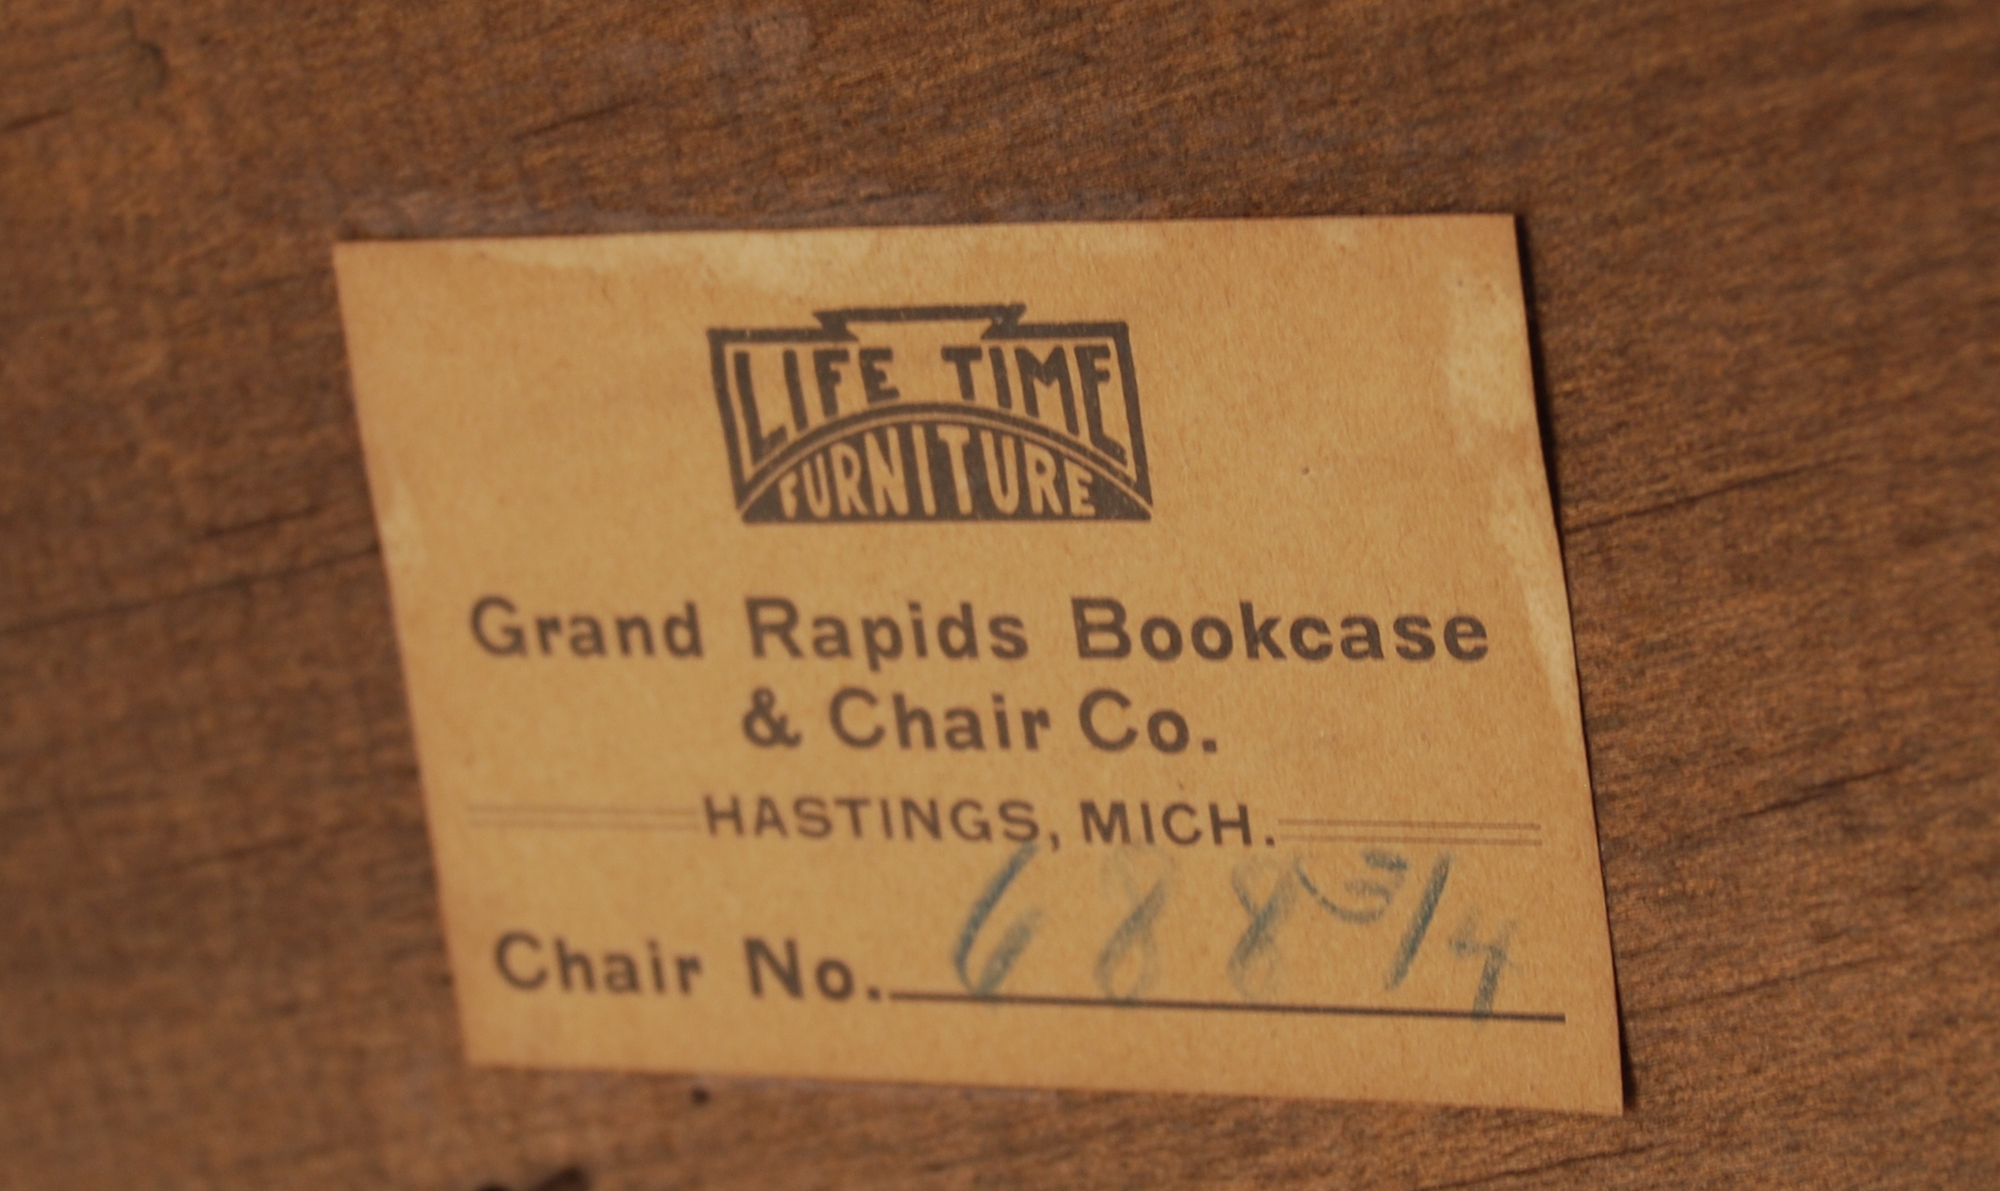 LIFE TIME
FURNITURE
Grand Rapids Bookcase
& Chair Co.
HASTINGS, MICH.
Chair No. 688 3/4